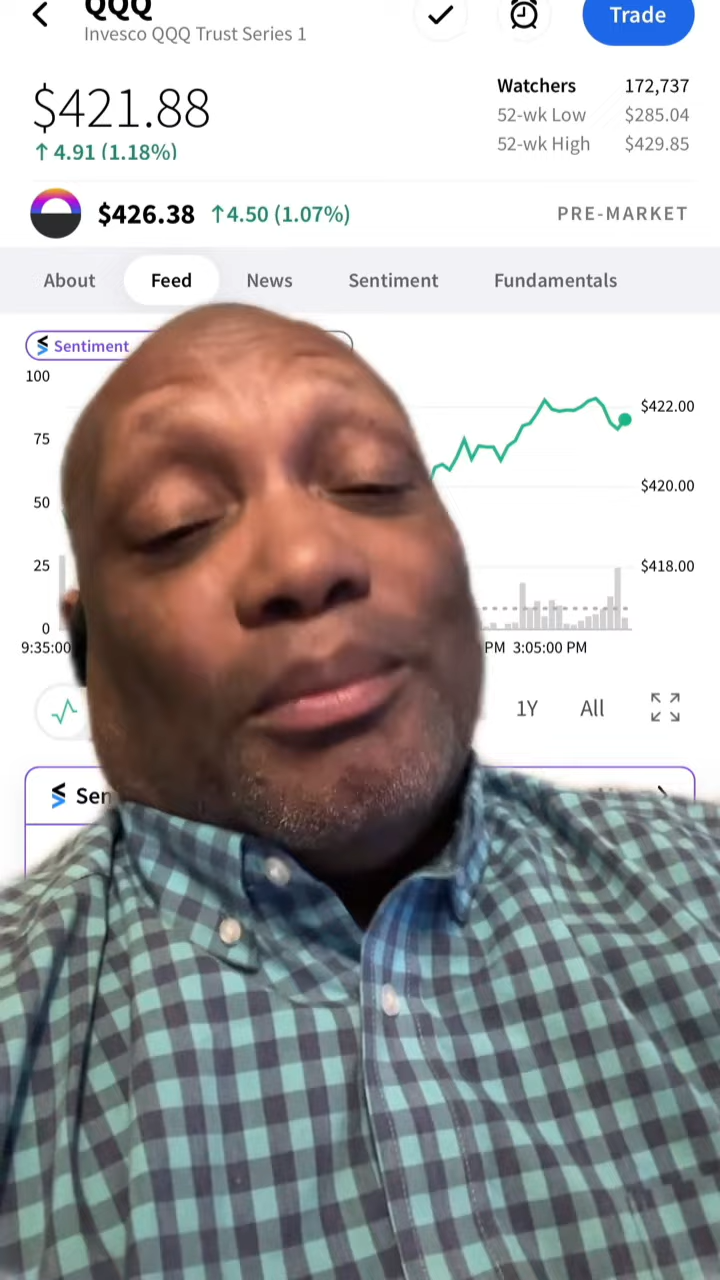 QQQ
Invesco QQQ Trust Series 1
Trade
$421.88
↑ 4.91 (1.18%)
Watchers 172,737
52-wk Low $285.04
52-wk High $429.85
$426.38 ↑4.50 (1.07%) PRE-MARKET
About Feed News Sentiment Fundamentals
Sentiment
100
75
50
25
0
$422.00
$420.00
$418.00
9:35:00
PM 3:05:00 PM
1Y All
Sen